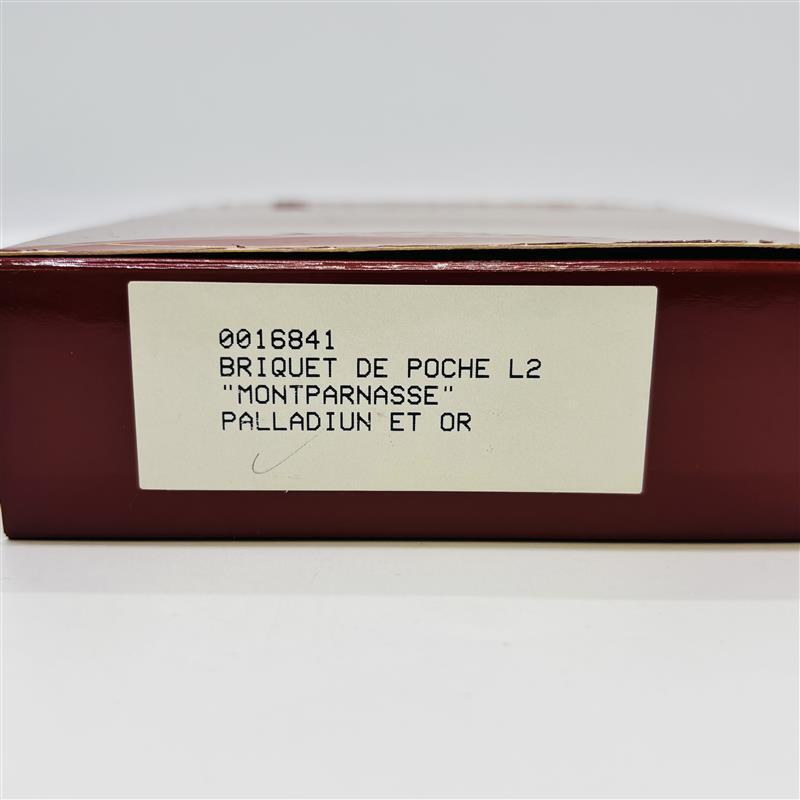 0016841
BRIQUET DE POCHE L2
"MONTPARNASSE"
PALLADIUN ET OR